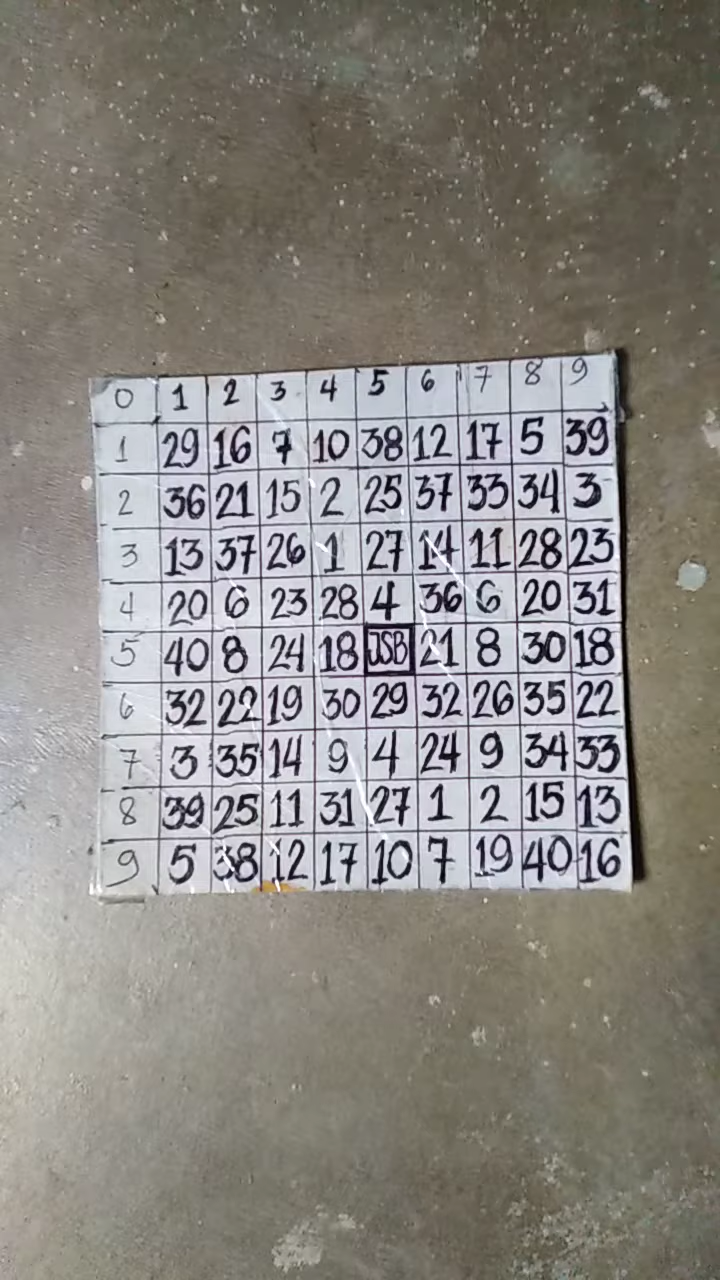 0 1 2 3 4 5 6 7 8 9
1 29 16 7 10 38 12 17 5 39
2 36 21 15 2 25 37 33 34 3
3 13 37 26 1 27 14 11 28 23
4 20 6 23 28 4 36 6 20 31
5 40 8 24 18 JSB 21 8 30 18
6 32 22 19 30 29 32 26 35 22
7 3 35 14 9 4 24 9 34 33
8 39 25 11 31 27 1 2 15 13
9 5 38 12 17 10 7 19 40 16